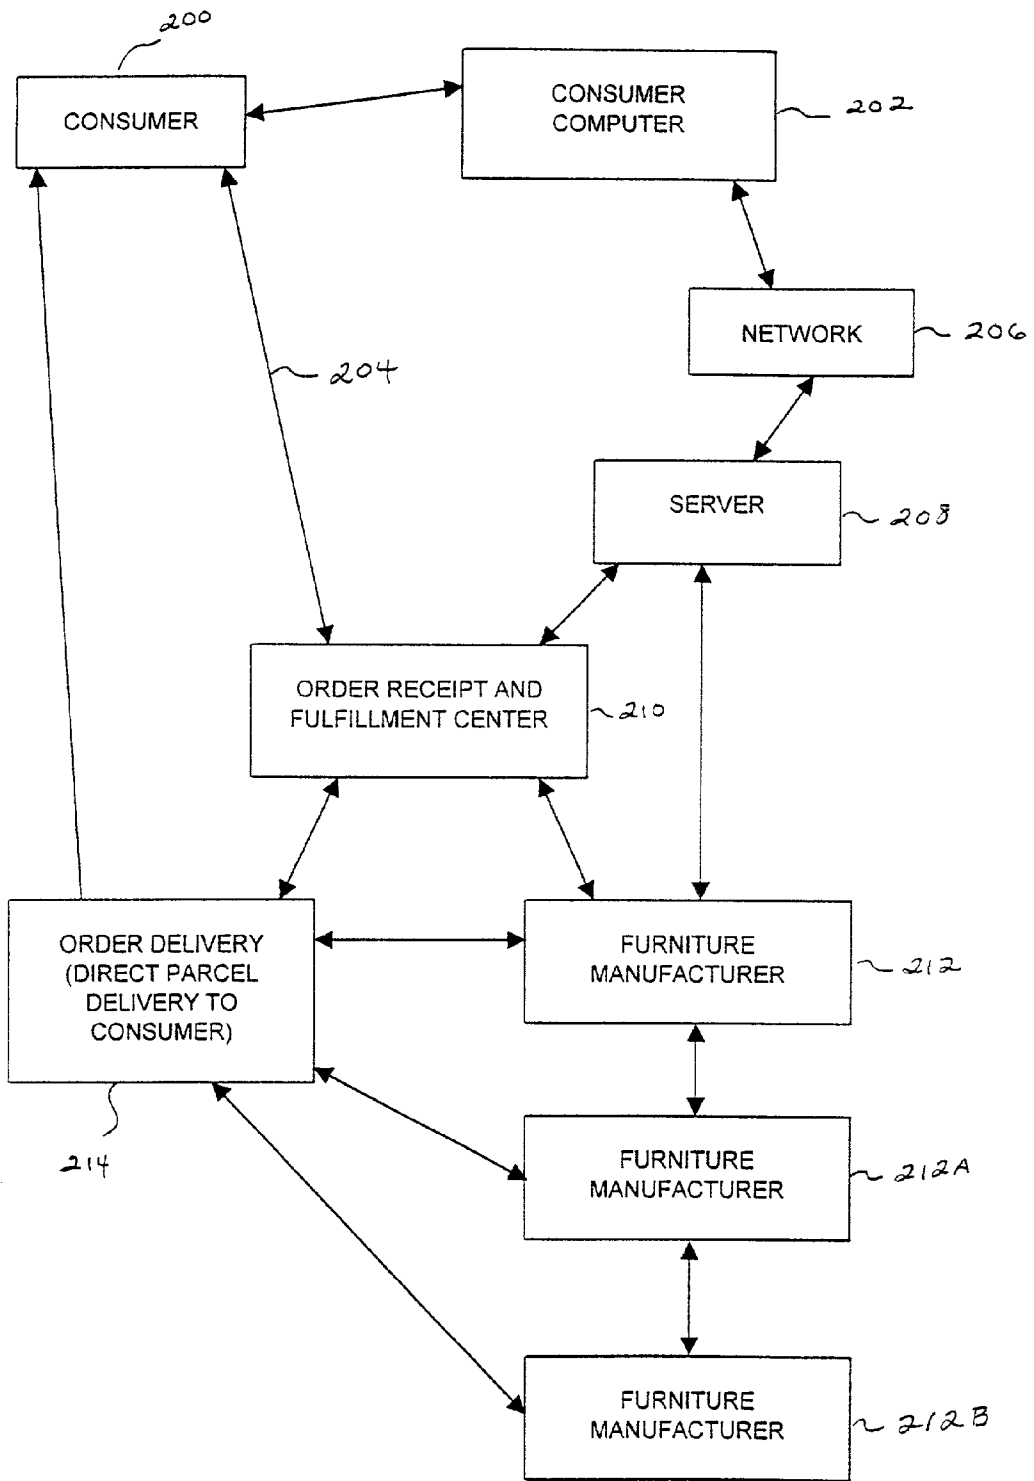 200
CONSUMER
CONSUMER
COMPUTER
202
NETWORK
206
204
SERVER
208
ORDER RECEIPT AND
FULFILLMENT CENTER
210
ORDER DELIVERY
(DIRECT PARCEL
DELIVERY TO
CONSUMER)
214
FURNITURE
MANUFACTURER
212
FURNITURE
MANUFACTURER
212A
FURNITURE
MANUFACTURER
212B